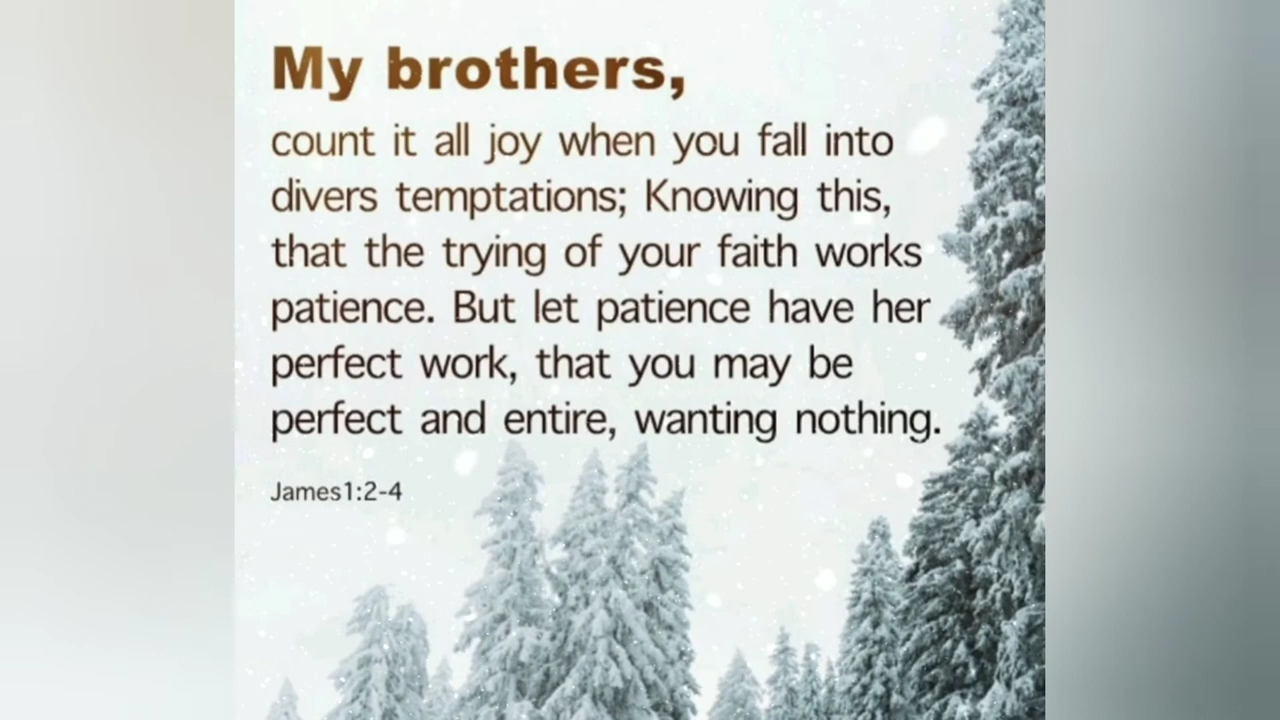 My brothers,
count it all joy when you fall into
divers temptations; Knowing this,
that the trying of your faith works
patience. But let patience have her
perfect work, that you may be
perfect and entire, wanting nothing.
James1:2-4